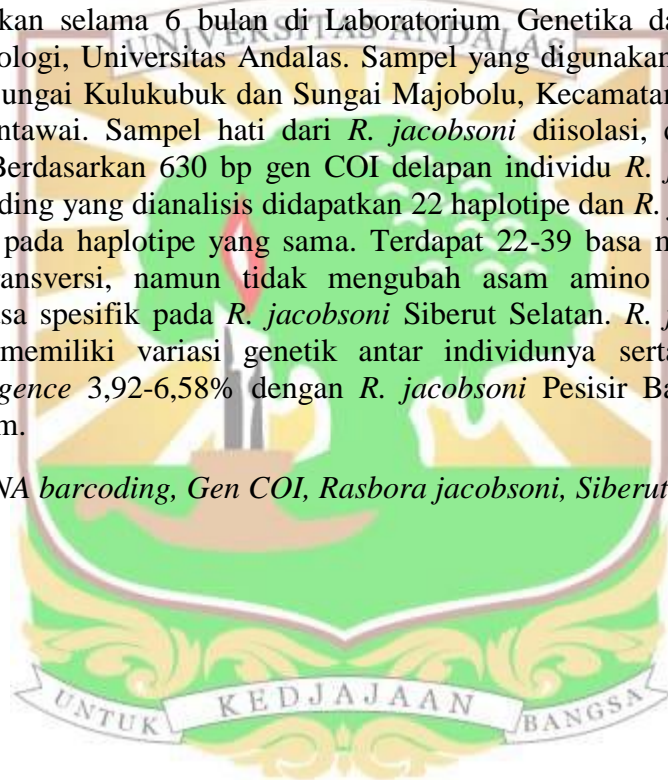 kan selama 6 bulan di Laboratorium Genetika da
ologi, Universitas Andalas. Sampel yang digunakan
ungai Kulukubuk dan Sungai Majobolu, Kecamatan
ntawai. Sampel hati dari R. jacobsoni diisolasi,
Berdasarkan 630 bp gen COI delapan individu R. j
ding yang dianalisis didapatkan 22 haplotipe dan R.
pada haplotipe yang sama. Terdapat 22-39 basa
ransversi, namun tidak mengubah asam amino
sa spesifik pada R. jacobsoni Siberut Selatan. R. j
memiliki variasi genetik antar individunya serta
gence 3,92-6,58% dengan R. jacobsoni Pesisir Ba
m.
NA barcoding, Gen COI, Rasbora jacobsoni, Siberut
UNIVERSITAS ANDALAS
UNTUK KEDJAJAAN BANGSA